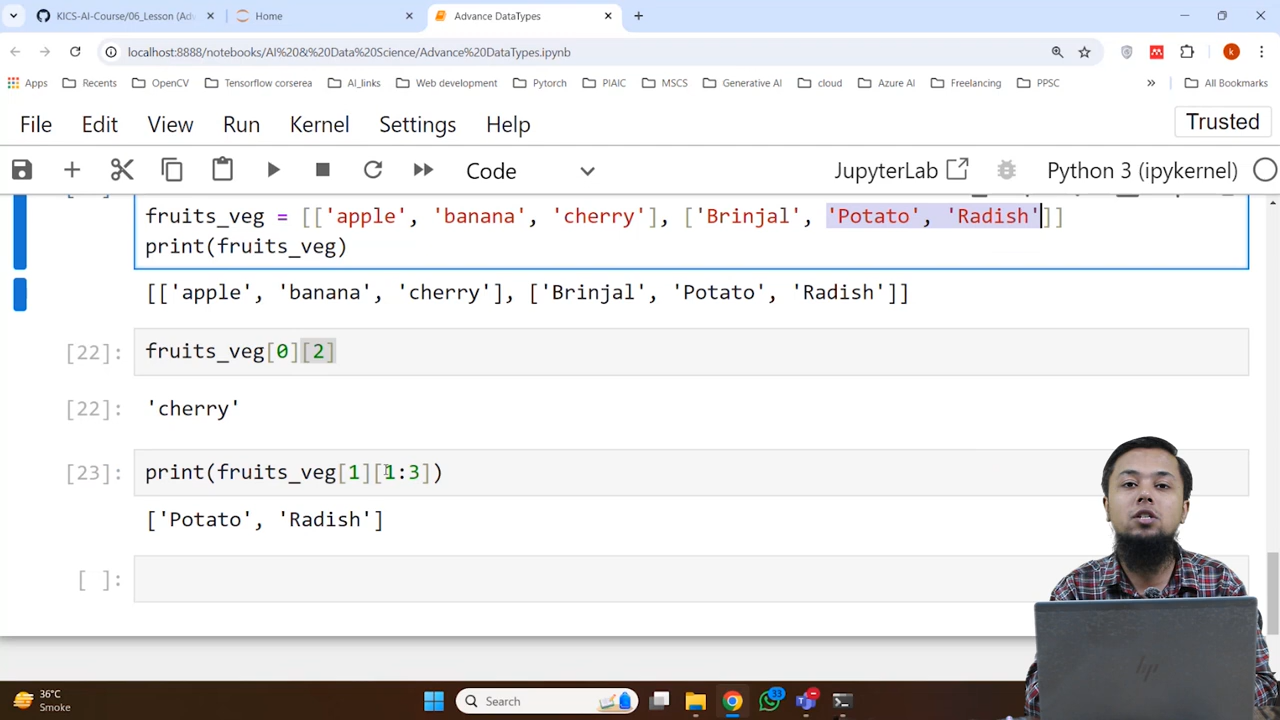 KICS-AI-Course/06_Lesson (Adv
Home
Advance DataTypes
localhost:8888/notebooks/AI%20&%20Data%20Science/Advance%20DataTypes.ipynb
k
Apps
Recents
OpenCV
Tensorflow corserea
AI_links
Web development
Pytorch
PIAIC
MSCS
Generative AI
cloud
Azure AI
Freelancing
PPSC
»
All Bookmarks
File
Edit
View
Run
Kernel
Settings
Help
Trusted
Code
JupyterLab
Python 3 (ipykernel)
fruits_veg = [['apple', 'banana', 'cherry'], ['Brinjal', 'Potato', 'Radish']]
print(fruits_veg)
[['apple', 'banana', 'cherry'], ['Brinjal', 'Potato', 'Radish']]
[22]: fruits_veg[0][2]
[22]: 'cherry'
[23]: print(fruits_veg[1][1:3])
['Potato', 'Radish']
[ ]:
hp
36°C
Smoke
Search
33